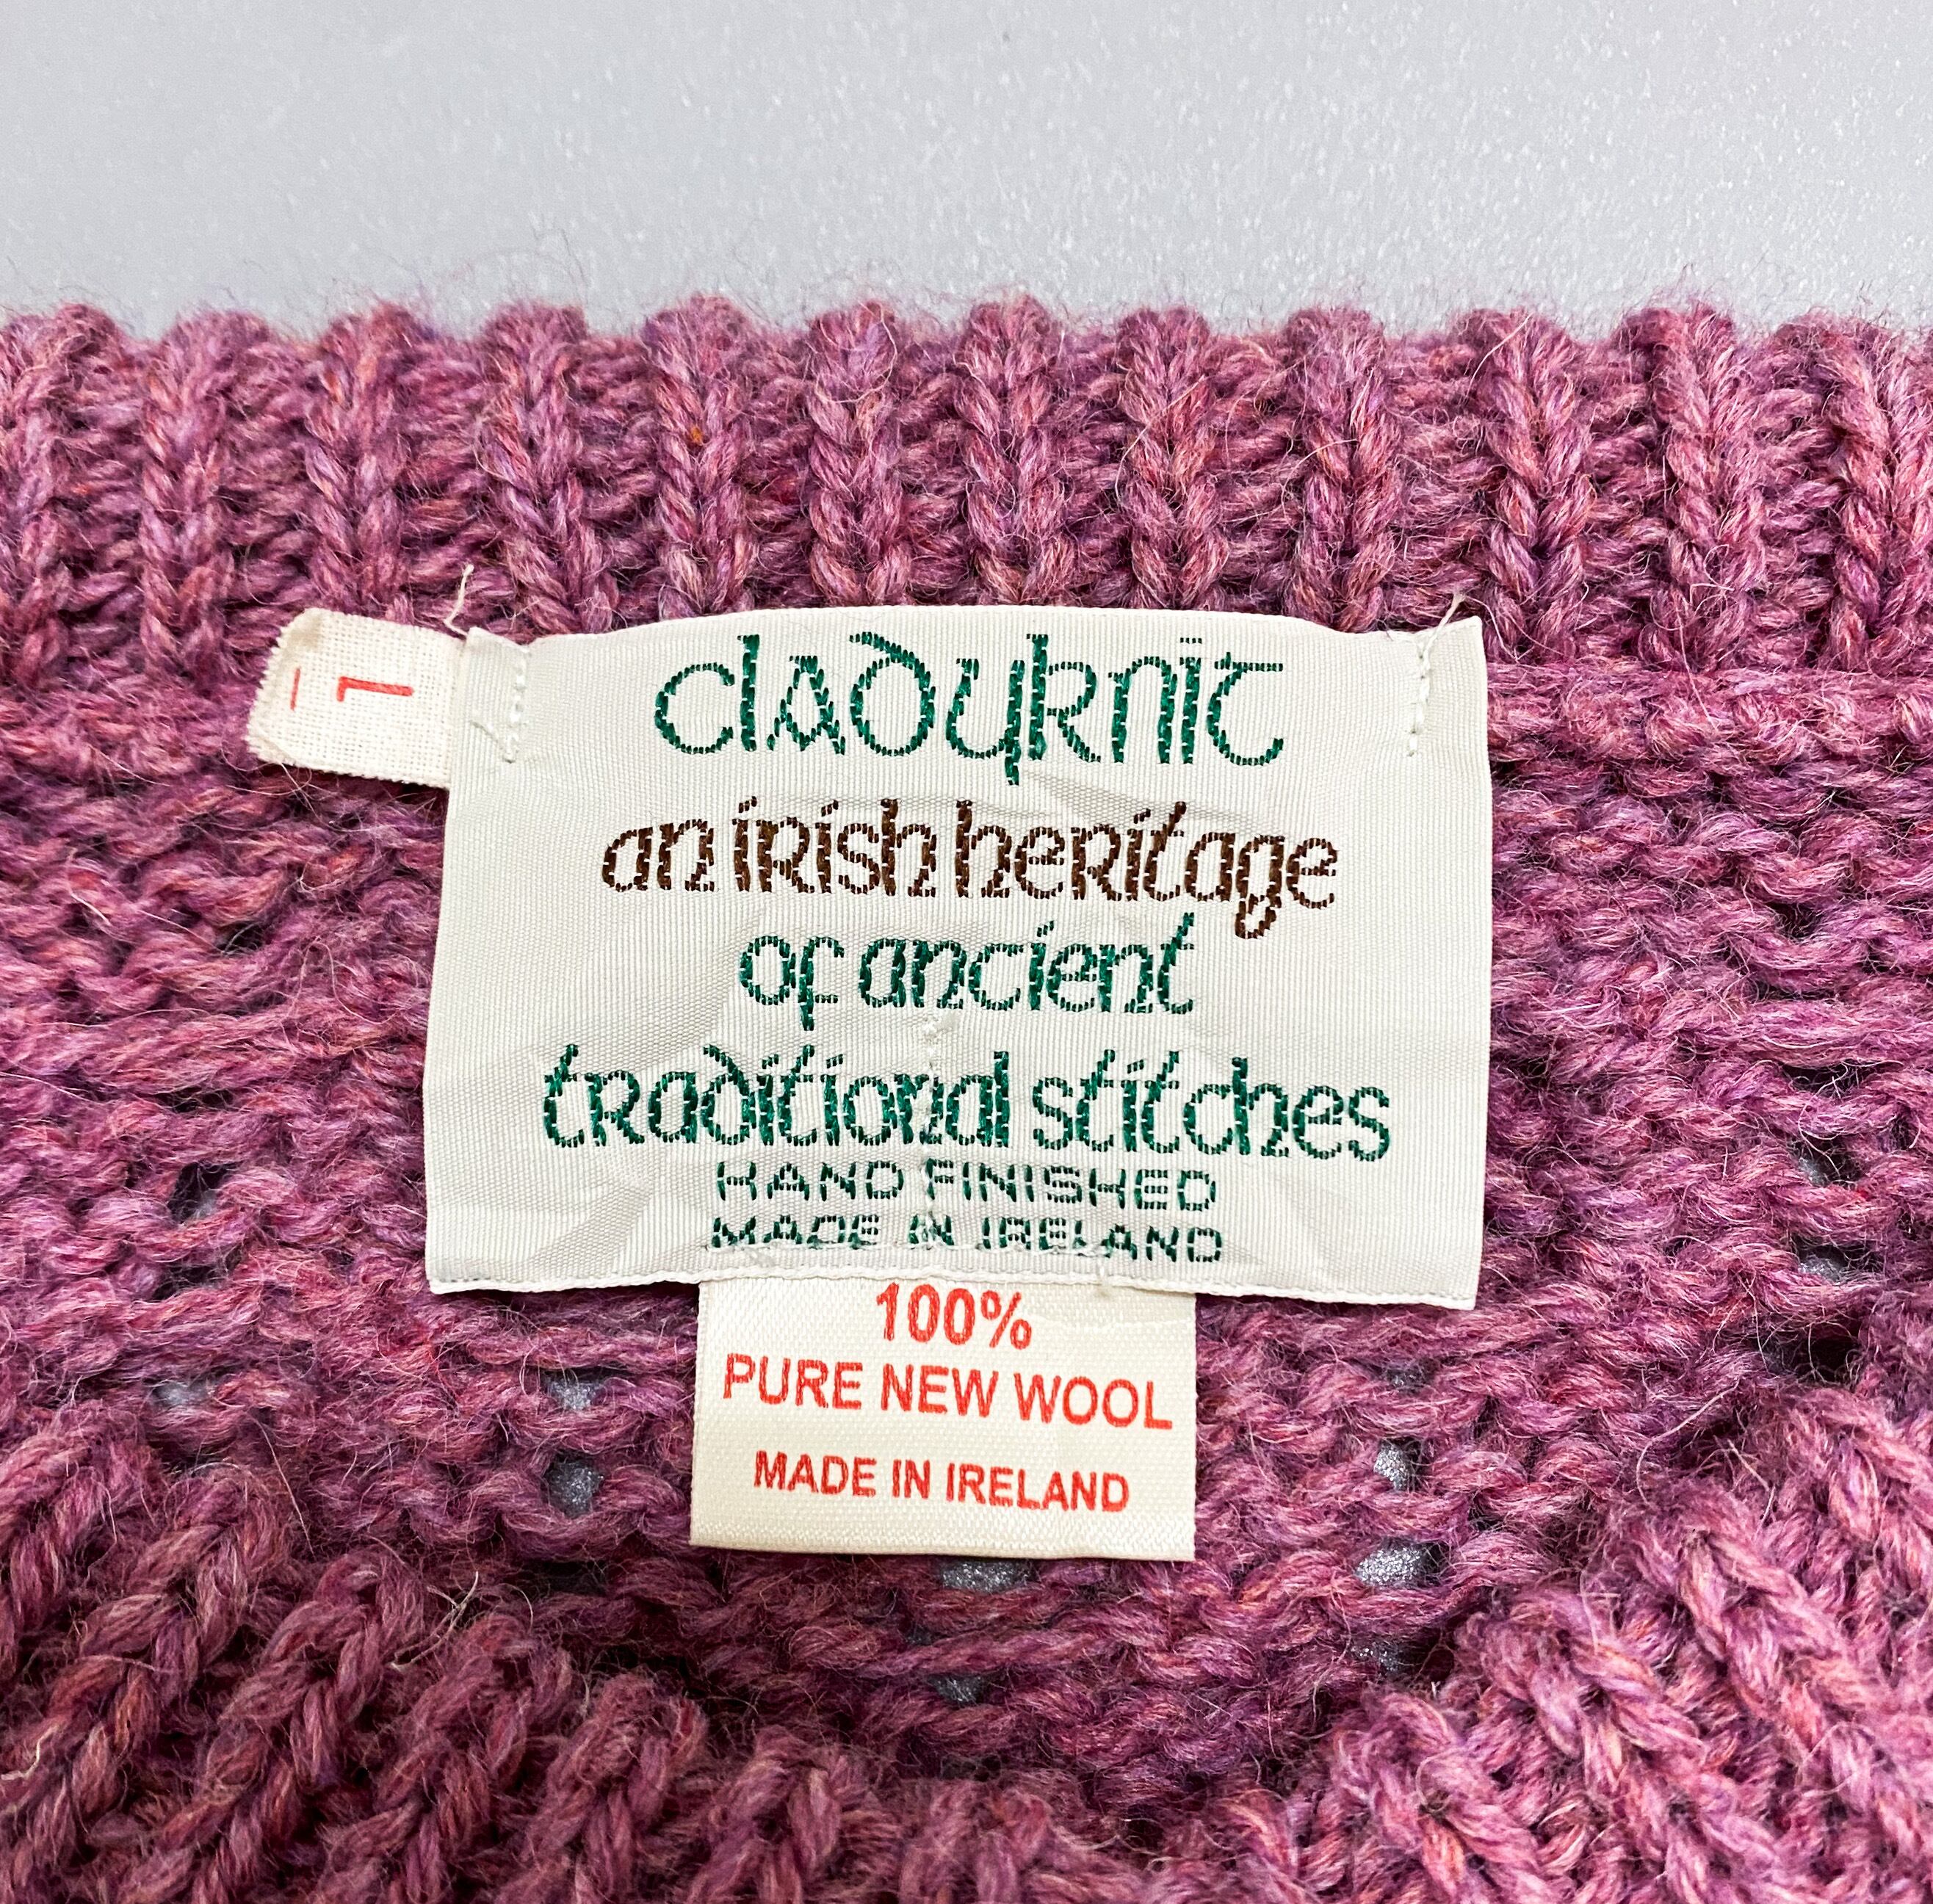 cladyknit
an irish heritage
of ancient
traditional stitches
HAND FINISHED
MADE IN IRELAND
100%
PURE NEW WOOL
MADE IN IRELAND